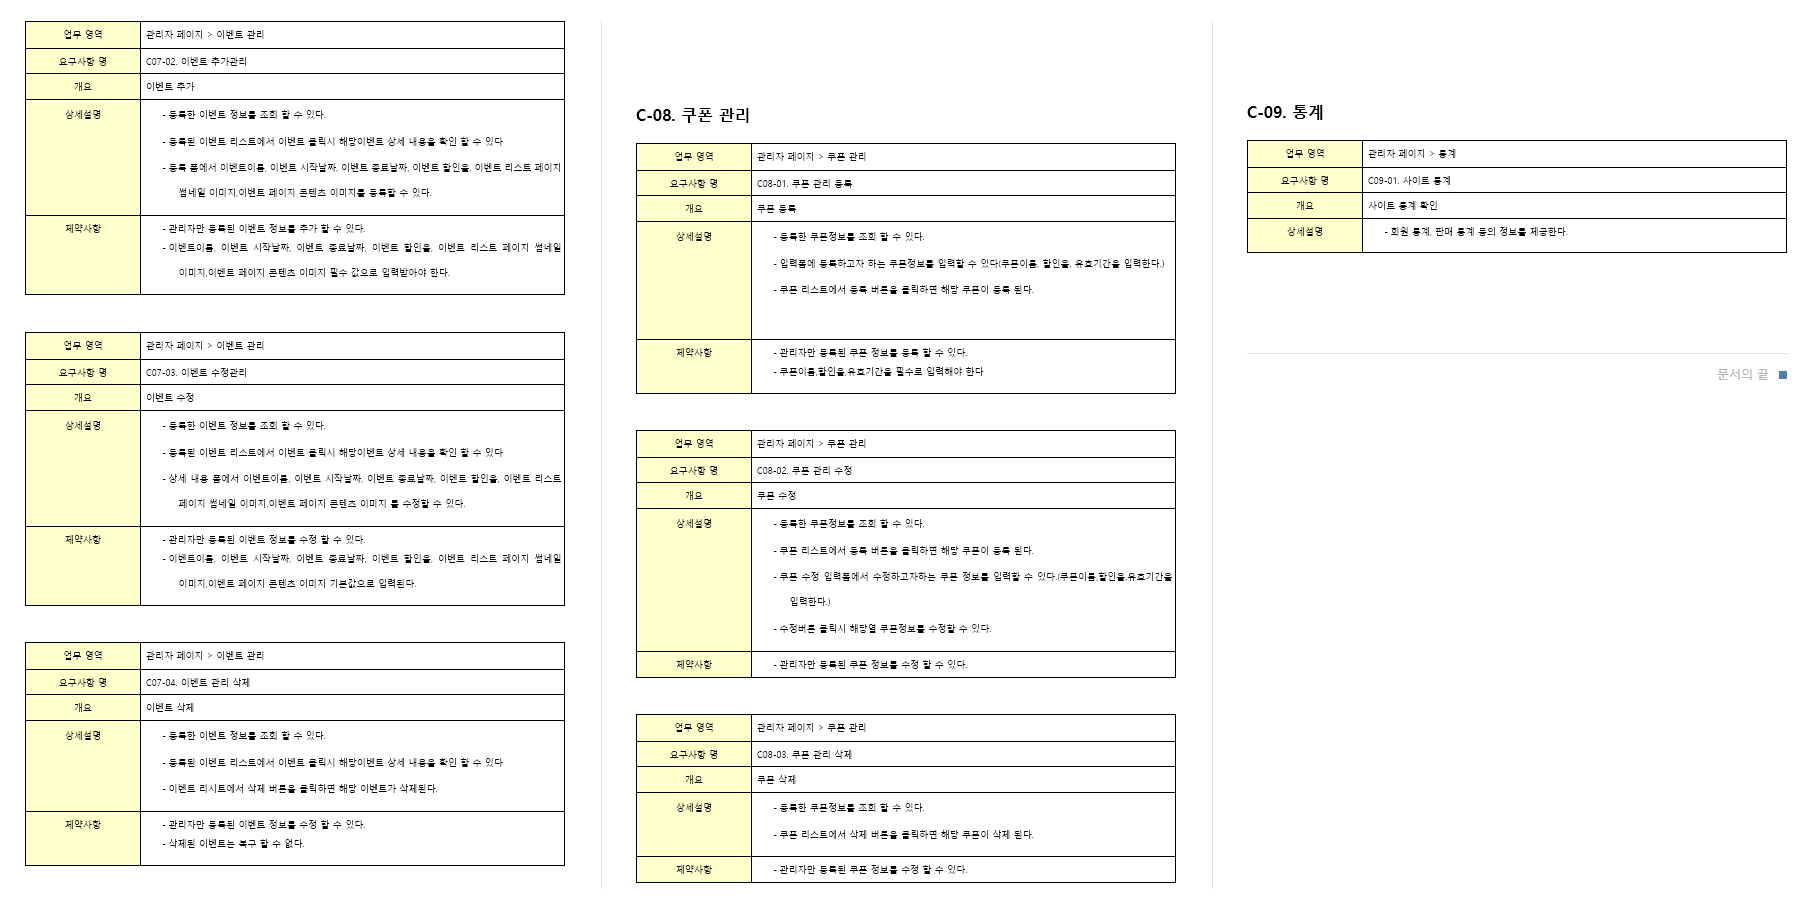 업무 영역 관리자 페이지 > 이벤트 관리
요구사항 명 C07-02. 이벤트 추가관리
개요 이벤트 추가
상세설명 - 등록한 이벤트 정보를 조회 할 수 있다.
- 등록된 이벤트 리스트에서 이벤트 클릭시 해당이벤트 상세 내용을 확인 할 수 있다
- 등록 폼에서 이벤트이름, 이벤트 시작날짜, 이벤트 종료날짜, 이벤트 할인율, 이벤트 리스트 페이지
썸네일 이미지,이벤트 페이지 콘텐츠 이미지를 등록할 수 있다.
제약사항 - 관리자만 등록된 이벤트 정보를 추가 할 수 있다.
- 이벤트이름, 이벤트 시작날짜, 이벤트 종료날짜, 이벤트 할인율, 이벤트 리스트 페이지 썸네일
이미지,이벤트 페이지 콘텐츠 이미지 필수 값으로 입력받아야 한다.
업무 영역 관리자 페이지 > 이벤트 관리
요구사항 명 C07-03. 이벤트 수정관리
개요 이벤트 수정
상세설명 - 등록한 이벤트 정보를 조회 할 수 있다.
- 등록된 이벤트 리스트에서 이벤트 클릭시 해당이벤트 상세 내용을 확인 할 수 있다
- 상세 내용 폼에서 이벤트이름, 이벤트 시작날짜, 이벤트 종료날짜, 이벤트 할인율, 이벤트 리스트
페이지 썸네일 이미지,이벤트 페이지 콘텐츠 이미지 를 수정할 수 있다.
제약사항 - 관리자만 등록된 이벤트 정보를 수정 할 수 있다.
- 이벤트이름, 이벤트 시작날짜, 이벤트 종료날짜, 이벤트 할인율, 이벤트 리스트 페이지 썸네일
이미지,이벤트 페이지 콘텐츠 이미지 기본값으로 입력된다.
업무 영역 관리자 페이지 > 이벤트 관리
요구사항 명 C07-04. 이벤트 관리 삭제
개요 이벤트 삭제
상세설명 - 등록한 이벤트 정보를 조회 할 수 있다.
- 등록된 이벤트 리스트에서 이벤트 클릭시 해당이벤트 상세 내용을 확인 할 수 있다
- 이벤트 리시트에서 삭제 버튼을 클릭하면 해당 이벤트가 삭제된다.
제약사항 - 관리자만 등록된 이벤트 정보를 수정 할 수 있다.
- 삭제된 이벤트는 복구 할 수 없다.
C-08. 쿠폰 관리
업무 영역 관리자 페이지 > 쿠폰 관리
요구사항 명 C08-01. 쿠폰 관리 등록
개요 쿠폰 등록
상세설명 - 등록한 쿠폰정보를 조회 할 수 있다.
- 입력폼에 등록하고자 하는 쿠폰정보를 입력할 수 있다(쿠폰이름, 할인율, 유효기간을 입력한다.)
- 쿠폰 리스트에서 등록 버튼을 클릭하면 해당 쿠폰이 등록 된다.
제약사항 - 관리자만 등록된 쿠폰 정보를 등록 할 수 있다.
- 쿠폰이름,할인율,유효기간을 필수로 입력해야 한다
업무 영역 관리자 페이지 > 쿠폰 관리
요구사항 명 C08-02. 쿠폰 관리 수정
개요 쿠폰 수정
상세설명 - 등록한 쿠폰정보를 조회 할 수 있다.
- 쿠폰 리스트에서 등록 버튼을 클릭하면 해당 쿠폰이 등록 된다.
- 쿠폰 수정 입력폼에서 수정하고자하는 쿠폰 정보를 입력할 수 있다.(쿠폰이름,할인율,유효기간을
입력한다.)
- 수정버튼 클릭시 해당열 쿠폰정보를 수정할 수 있다.
제약사항 - 관리자만 등록된 쿠폰 정보를 수정 할 수 있다.
업무 영역 관리자 페이지 > 쿠폰 관리
요구사항 명 C08-03. 쿠폰 관리 삭제
개요 쿠폰 삭제
상세설명 - 등록한 쿠폰정보를 조회 할 수 있다.
- 쿠폰 리스트에서 삭제 버튼을 클릭하면 해당 쿠폰이 삭제 된다.
제약사항 - 관리자만 등록된 쿠폰 정보를 수정 할 수 있다.
C-09. 통계
업무 영역 관리자 페이지 > 통계
요구사항 명 C09-01. 사이트 통계
개요 사이트 통계 확인
상세설명 - 회원 통계, 판매 통계 등의 정보를 제공한다.
문서의 끝